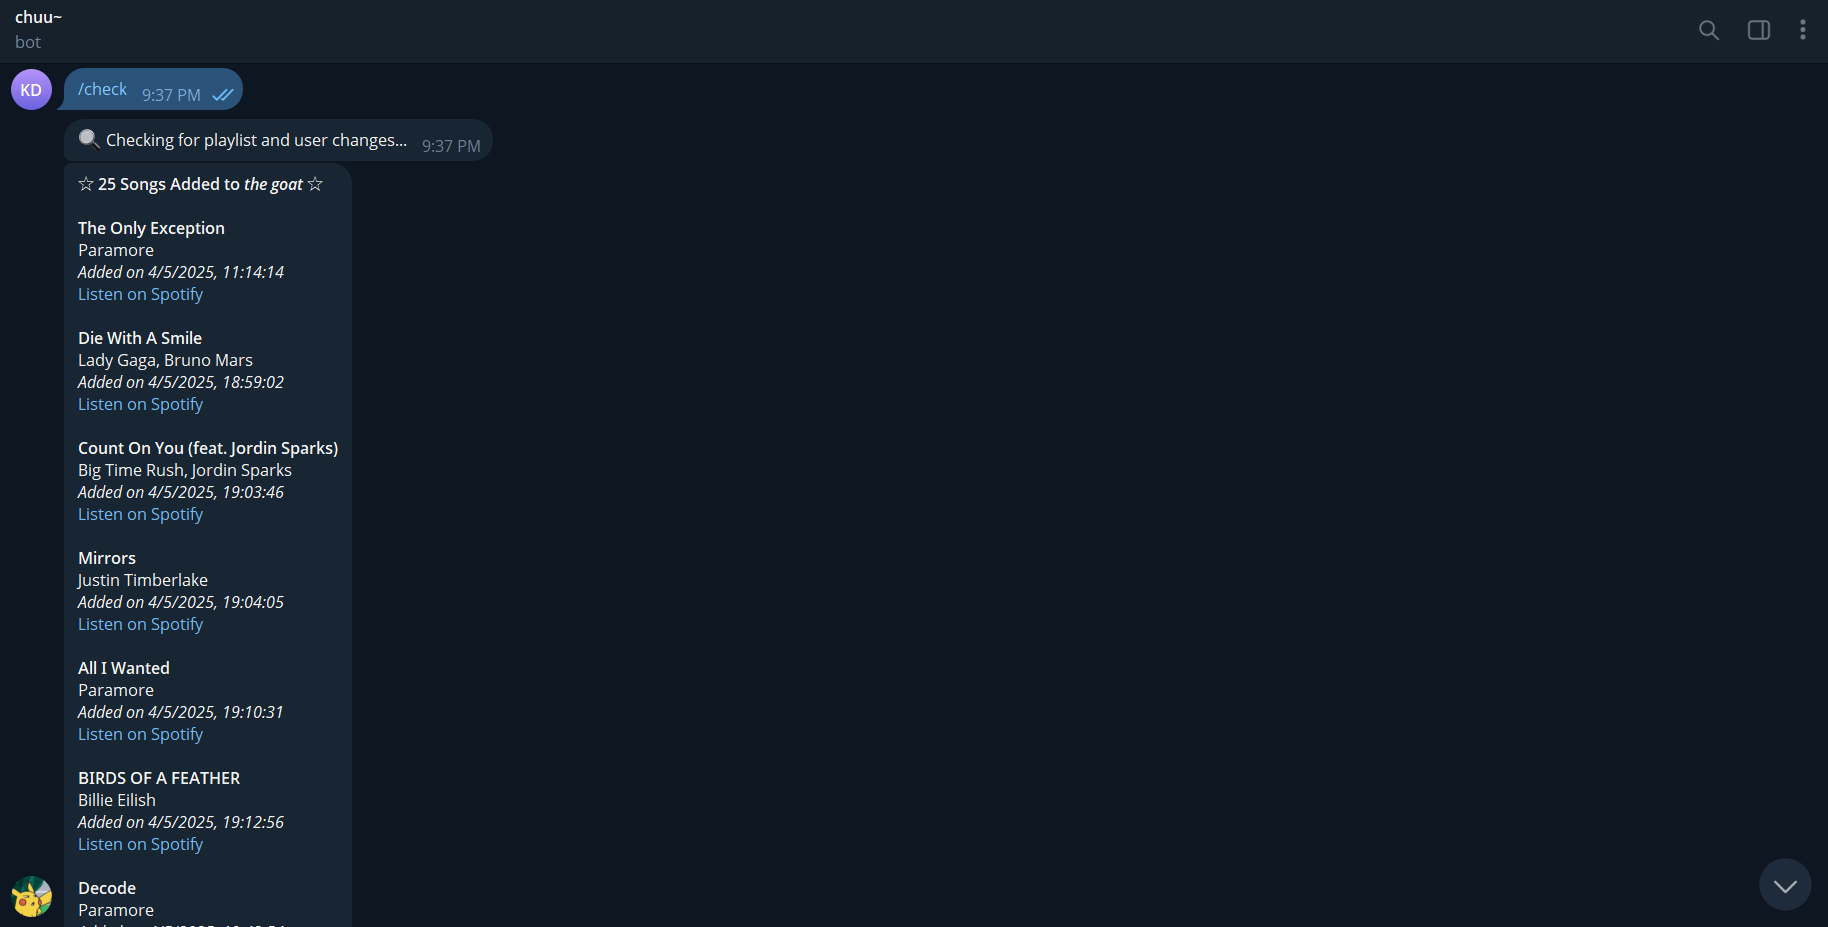 chuu~
bot
KD
/check 9:37 PM
Checking for playlist and user changes... 9:37 PM
☆ 25 Songs Added to the goat ☆
The Only Exception
Paramore
Added on 4/5/2025, 11:14:14
Listen on Spotify
Die With A Smile
Lady Gaga, Bruno Mars
Added on 4/5/2025, 18:59:02
Listen on Spotify
Count On You (feat. Jordin Sparks)
Big Time Rush, Jordin Sparks
Added on 4/5/2025, 19:03:46
Listen on Spotify
Mirrors
Justin Timberlake
Added on 4/5/2025, 19:04:05
Listen on Spotify
All I Wanted
Paramore
Added on 4/5/2025, 19:10:31
Listen on Spotify
BIRDS OF A FEATHER
Billie Eilish
Added on 4/5/2025, 19:12:56
Listen on Spotify
Decode
Paramore